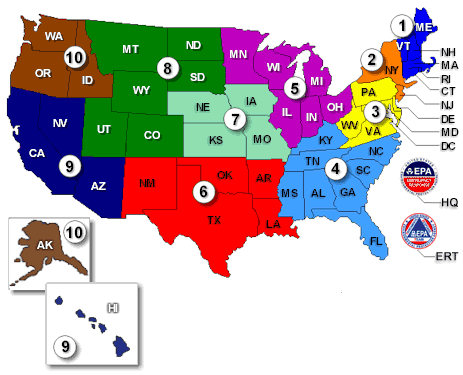 1
ME
WA
MT
ND
MN
VT
NH
10
2
MA
OR
ID
8
SD
WI
MI
NY
RI
CT
WY
5
PA
NJ
NE
IA
IL
IN
OH
3
DE
NV
UT
CO
7
WV
VA
MD
KS
MO
KY
DC
CA
9
NC
TN
4
EPA
AZ
NM
OK
AR
SC
6
MS
AL
GA
HQ
TX
LA
10
EPA
AK
FL
ERT
HI
9